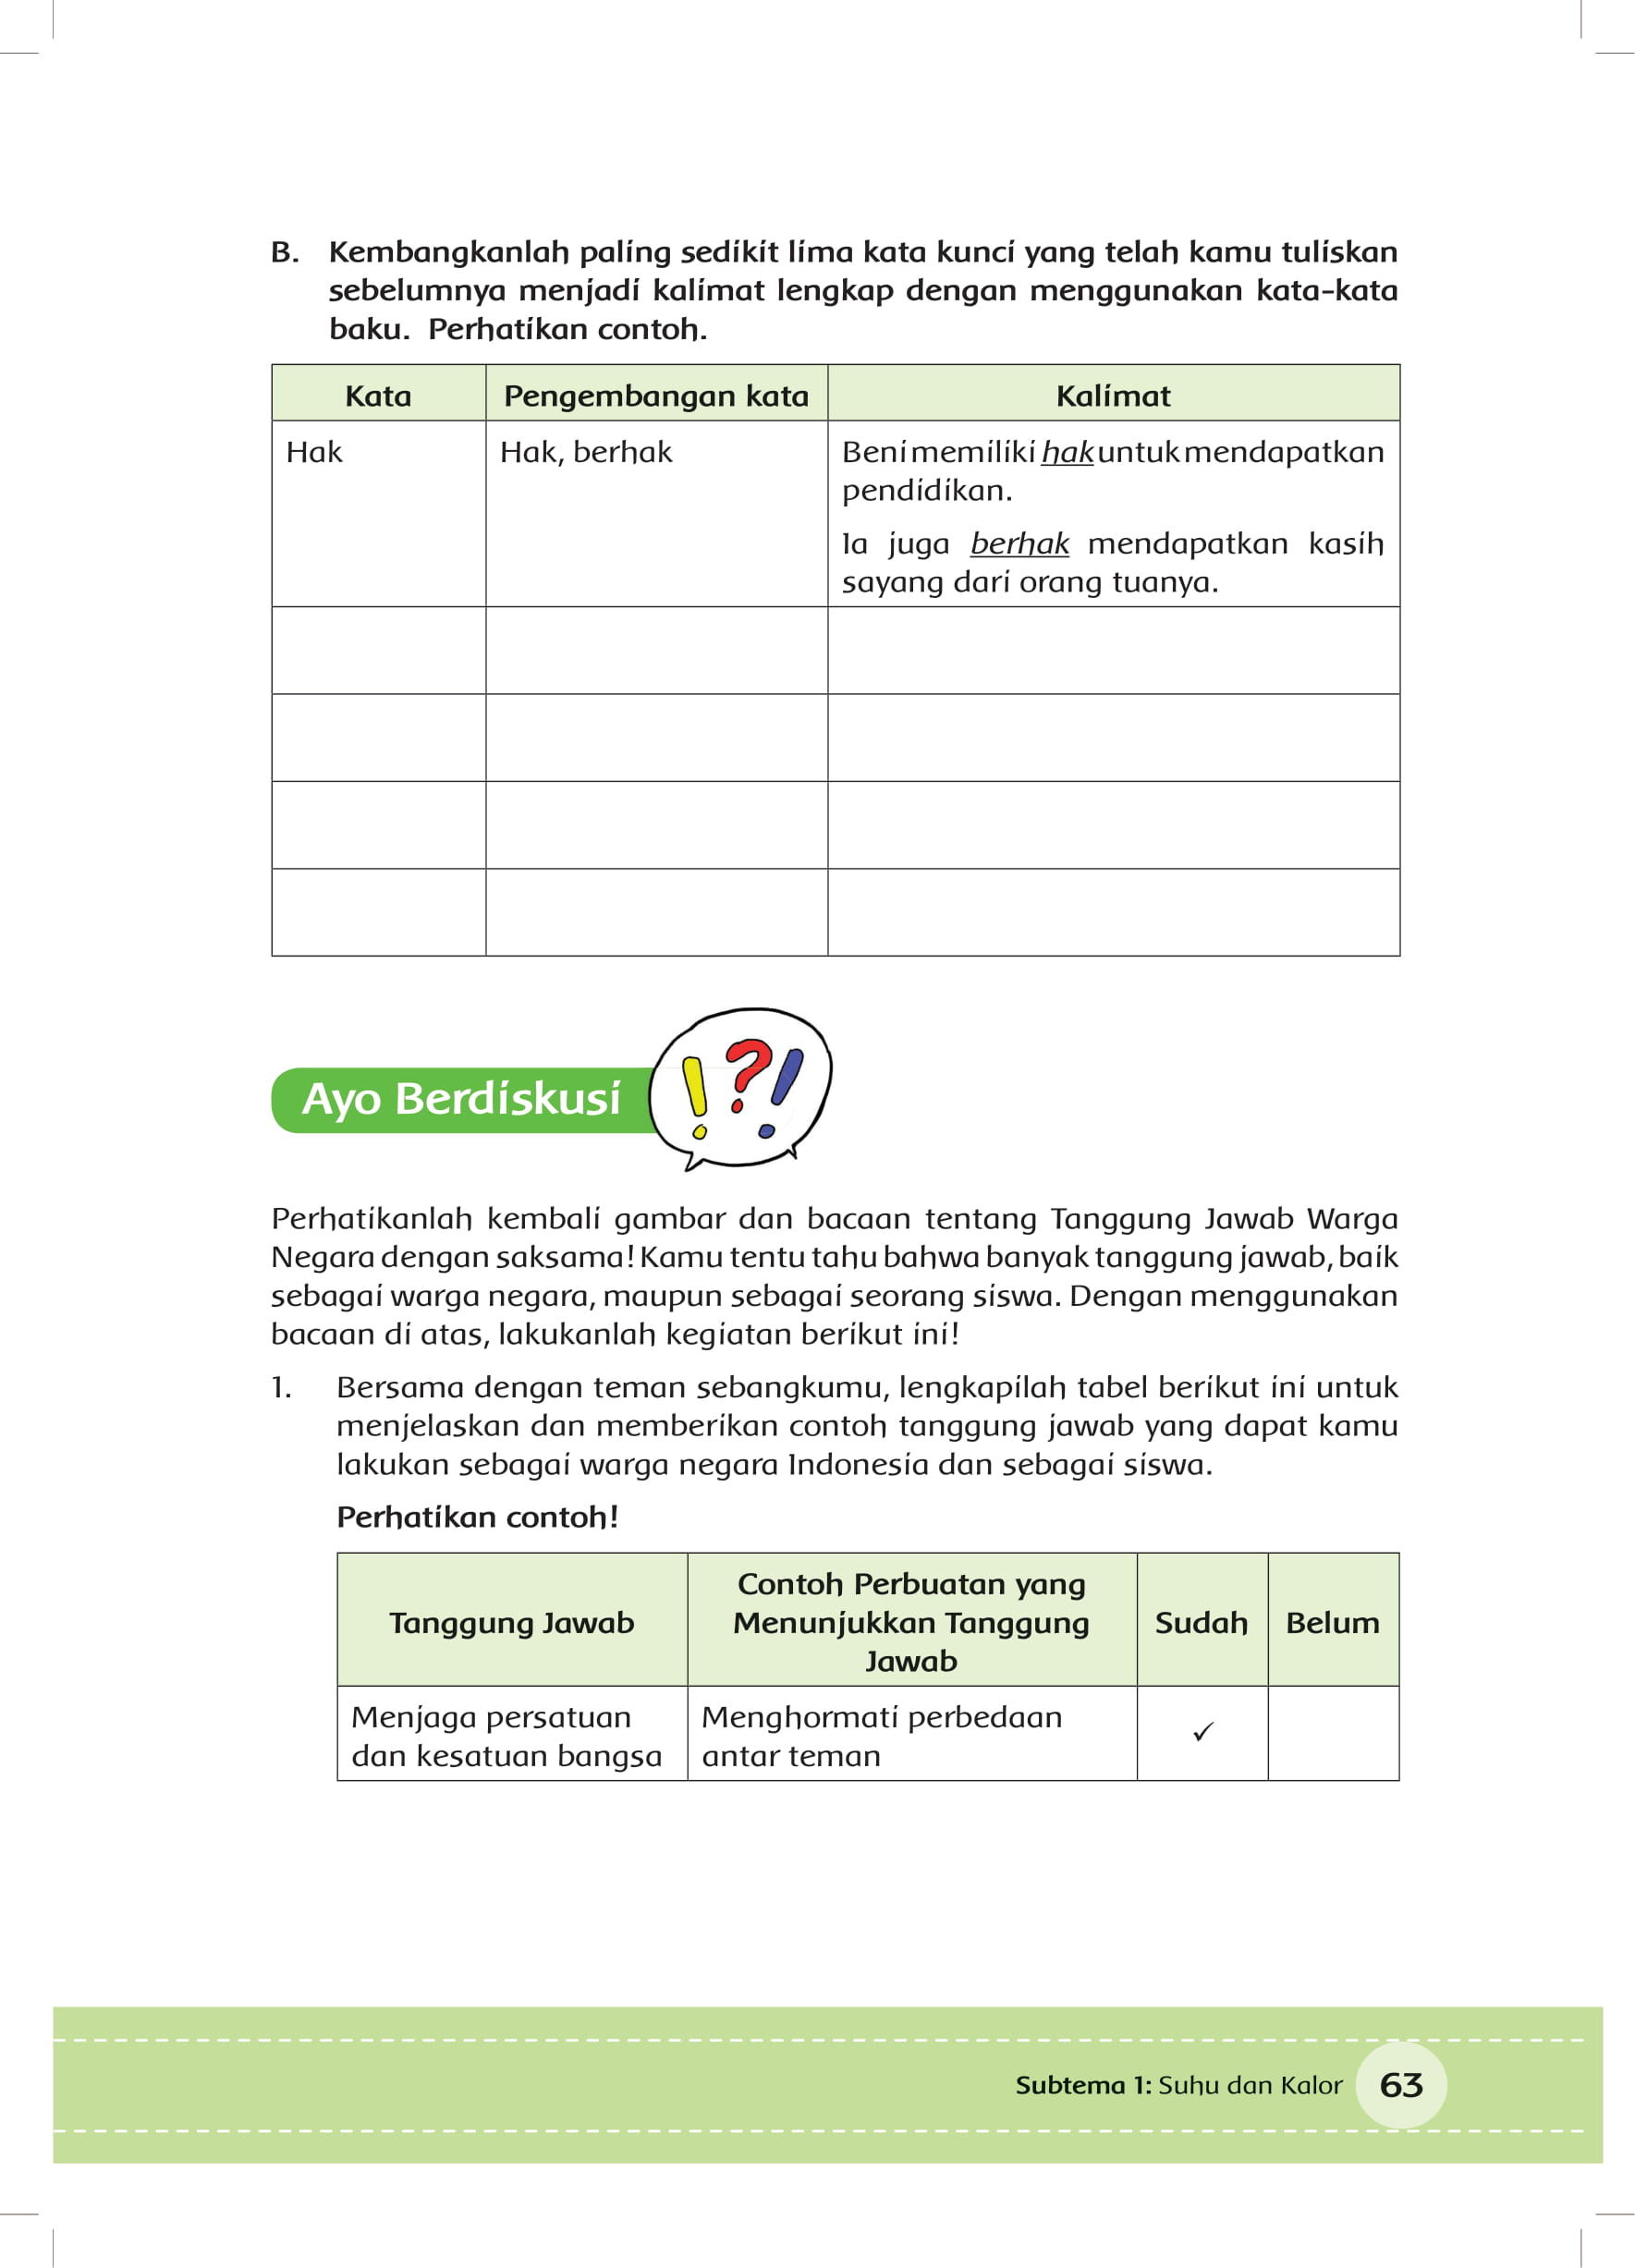 B. Kembangkanlah paling sedikit lima kata kunci yang telah kamu tuliskan
sebelumnya menjadi kalimat lengkap dengan menggunakan kata-kata
baku. Perhatikan contoh.
Kata Pengembangan kata Kalimat
Hak Hak, berhak Beni memiliki hak untuk mendapatkan
pendidikan.
Ia juga berhak mendapatkan kasih
sayang dari orang tuanya.
Ayo Berdiskusi
! ? !
Perhatikanlah kembali gambar dan bacaan tentang Tanggung Jawab Warga
Negara dengan saksama! Kamu tentu tahu bahwa banyak tanggung jawab, baik
sebagai warga negara, maupun sebagai seorang siswa. Dengan menggunakan
bacaan di atas, lakukanlah kegiatan berikut ini!
1. Bersama dengan teman sebangkumu, lengkapilah tabel berikut ini untuk
menjelaskan dan memberikan contoh tanggung jawab yang dapat kamu
lakukan sebagai warga negara Indonesia dan sebagai siswa.
Perhatikan contoh!
Tanggung Jawab Contoh Perbuatan yang
Menunjukkan Tanggung
Jawab Sudah Belum
Menjaga persatuan
dan kesatuan bangsa Menghormati perbedaan
antar teman ✓
Subtema 1: Suhu dan Kalor 63